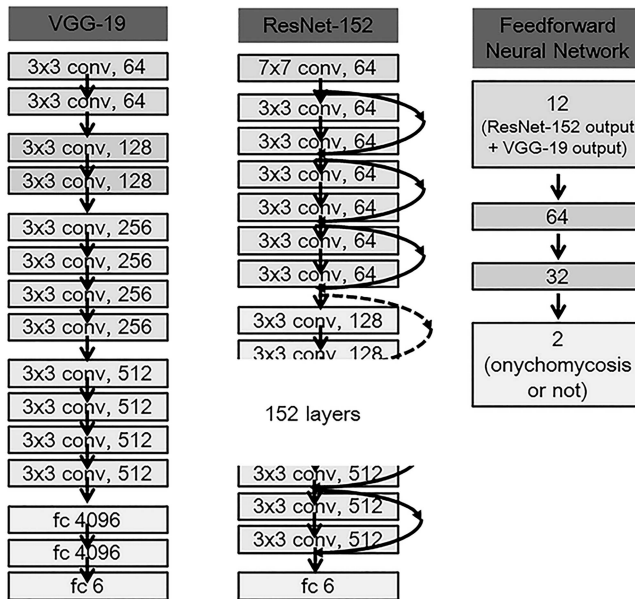 VGG-19
3x3 conv, 64
3x3 conv, 64
3x3 conv, 128
3x3 conv, 128
3x3 conv, 256
3x3 conv, 256
3x3 conv, 256
3x3 conv, 256
3x3 conv, 512
3x3 conv, 512
3x3 conv, 512
3x3 conv, 512
fc 4096
fc 4096
fc 6
ResNet-152
7x7 conv, 64
3x3 conv, 64
3x3 conv, 64
3x3 conv, 64
3x3 conv, 64
3x3 conv, 64
3x3 conv, 64
3x3 conv, 128
3x3 conv, 128
152 layers
3x3 conv, 512
3x3 conv, 512
3x3 conv, 512
fc 6
Feedforward
Neural Network
12
(ResNet-152 output
+ VGG-19 output)
64
32
2
(onychomycosis
or not)